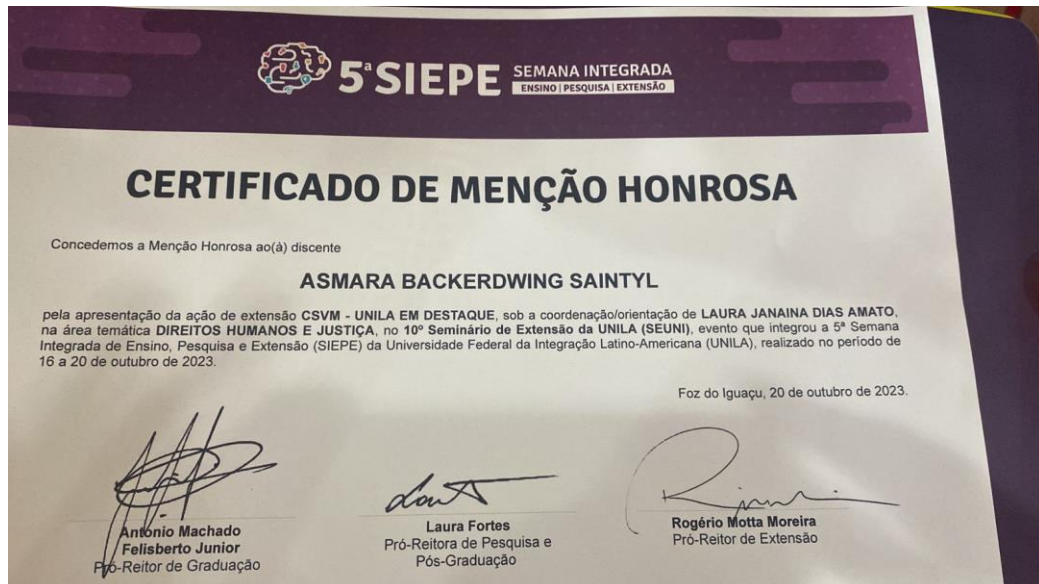 5ª SIEPE SEMANA INTEGRADA
ENSINO | PESQUISA | EXTENSÃO
CERTIFICADO DE MENÇÃO HONROSA
Concedemos a Menção Honrosa ao(à) discente
ASMARA BACKERDWING SAINTYL
pela apresentação da ação de extensão CSVM - UNILA EM DESTAQUE, sob a coordenação/orientação de LAURA JANAINA DIAS AMATO,
na área temática DIREITOS HUMANOS E JUSTIÇA, no 10º Seminário de Extensão da UNILA (SEUNI), evento que integrou a 5ª Semana
Integrada de Ensino, Pesquisa e Extensão (SIEPE) da Universidade Federal da Integração Latino-Americana (UNILA), realizado no período de
16 a 20 de outubro de 2023.
Foz do Iguaçu, 20 de outubro de 2023.
Antônio Machado
Felisberto Junior
Pró-Reitor de Graduação
Laura Fortes
Pró-Reitora de Pesquisa e
Pós-Graduação
Rogério Motta Moreira
Pró-Reitor de Extensão